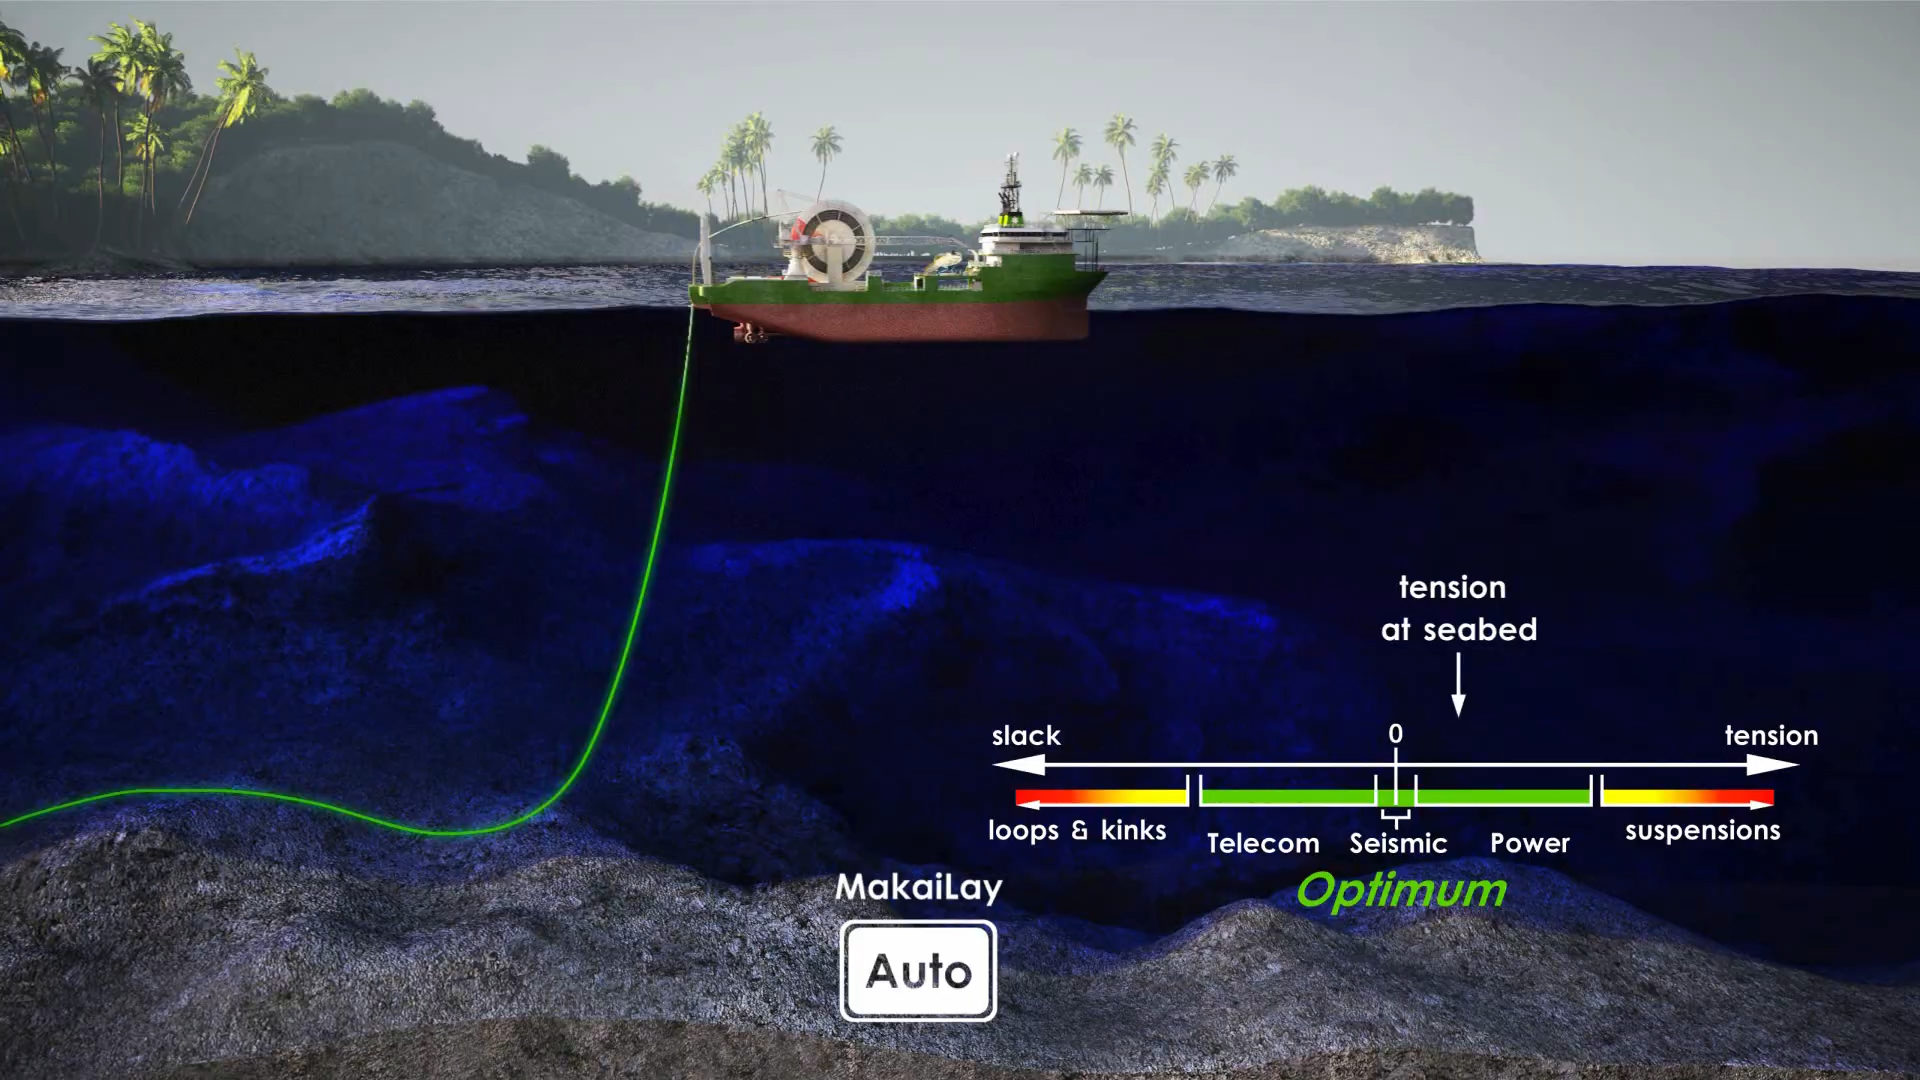 tension
at seabed
slack
0
tension
loops & kinks
Telecom
Seismic
Power
suspensions
Optimum
MakaiLay
Auto